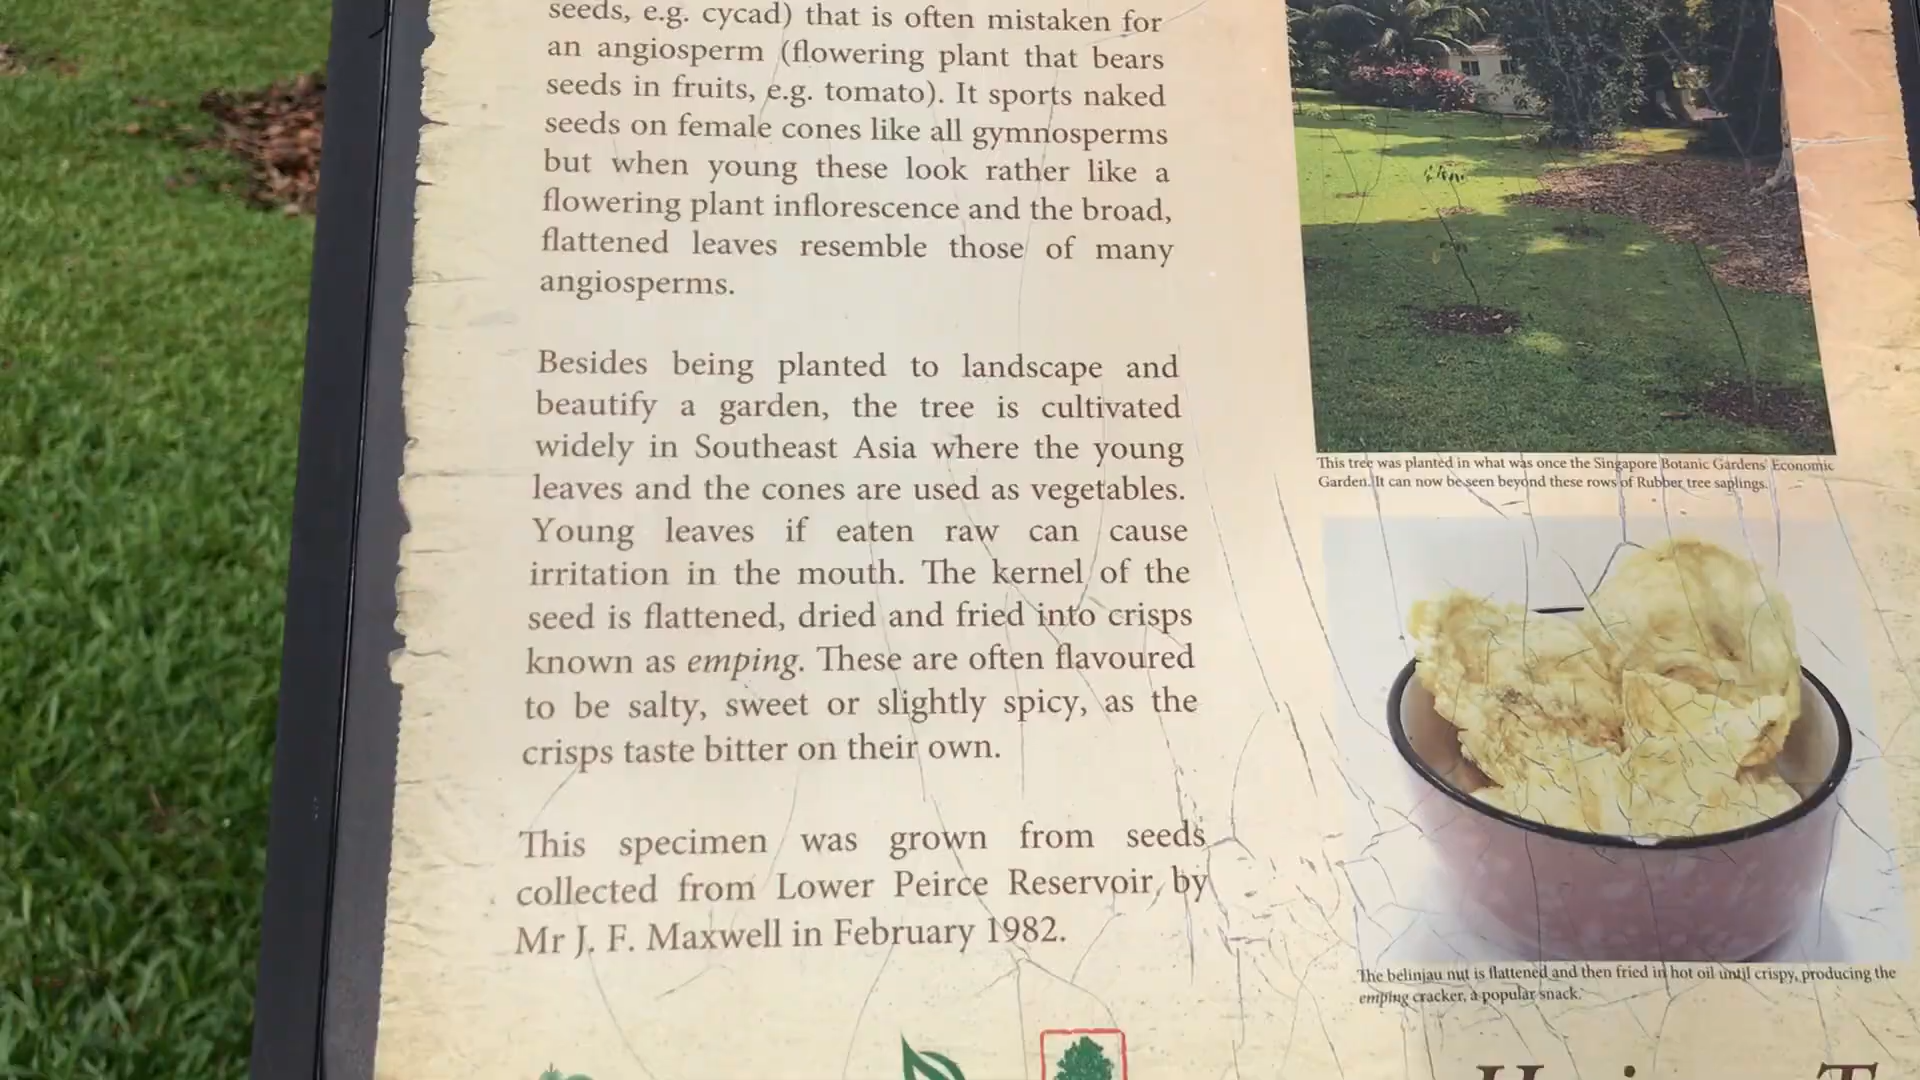 seeds, e.g. cycad) that is often mistaken for
an angiosperm (flowering plant that bears
seeds in fruits, e.g. tomato). It sports naked
seeds on female cones like all gymnosperms
but when young these look rather like a
flowering plant inflorescence and the broad,
flattened leaves resemble those of many
angiosperms.
Besides being planted to landscape and
beautify a garden, the tree is cultivated
widely in Southeast Asia where the young
leaves and the cones are used as vegetables.
Young leaves if eaten raw can cause
irritation in the mouth. The kernel of the
seed is flattened, dried and fried into crisps
known as emping. These are often flavoured
to be salty, sweet or slightly spicy, as the
crisps taste bitter on their own.
This specimen was grown from seeds
collected from Lower Peirce Reservoir by
Mr J. F. Maxwell in February 1982.
This tree was planted in what was once the Singapore Botanic Gardens' Economic
Garden. It can now be seen beyond these rows of Rubber tree saplings.
The belinjau nut is flattened and then fried in hot oil until crispy, producing the
emping cracker, a popular snack.